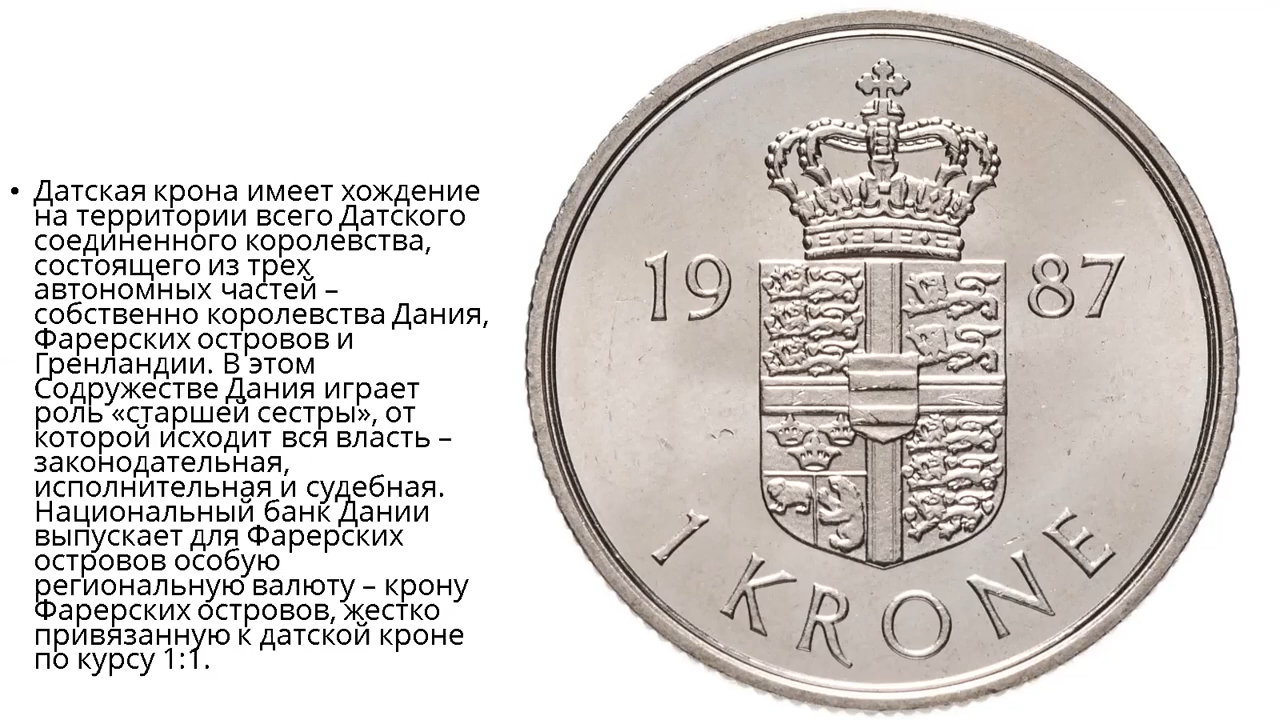 • Датская крона имеет хождение
на территории всего Датского
соединенного королевства,
состоящего из трех
автономных частей –
собственно королевства Дания,
Фарерских островов и
Гренландии. В этом
Содружестве Дания играет
роль «старшей сестры», от
которой исходит вся власть –
законодательная,
исполнительная и судебная.
Национальный банк Дании
выпускает для Фарерских
островов особую
региональную валюту – крону
Фарерских островов, жестко
привязанную к датской кроне
по курсу 1:1.
19 87
1 KRONE